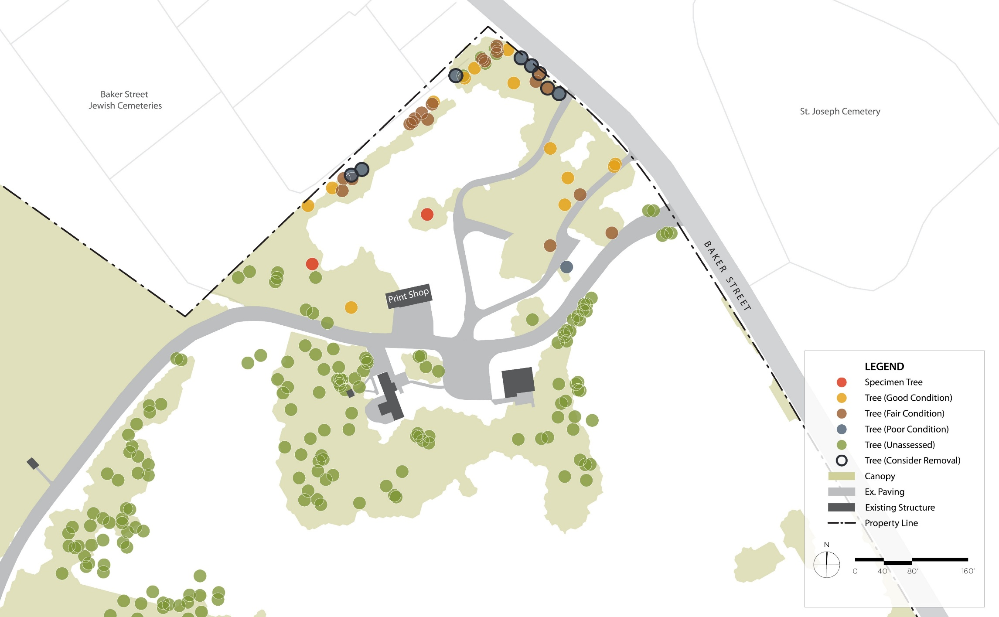 Baker Street
Jewish Cemeteries
St. Joseph Cemetery
Print Shop
BAKER STREET
LEGEND
Specimen Tree
Tree (Good Condition)
Tree (Fair Condition)
Tree (Poor Condition)
Tree (Unassessed)
Tree (Consider Removal)
Canopy
Ex. Paving
Existing Structure
Property Line
N
0 40' 80' 160'